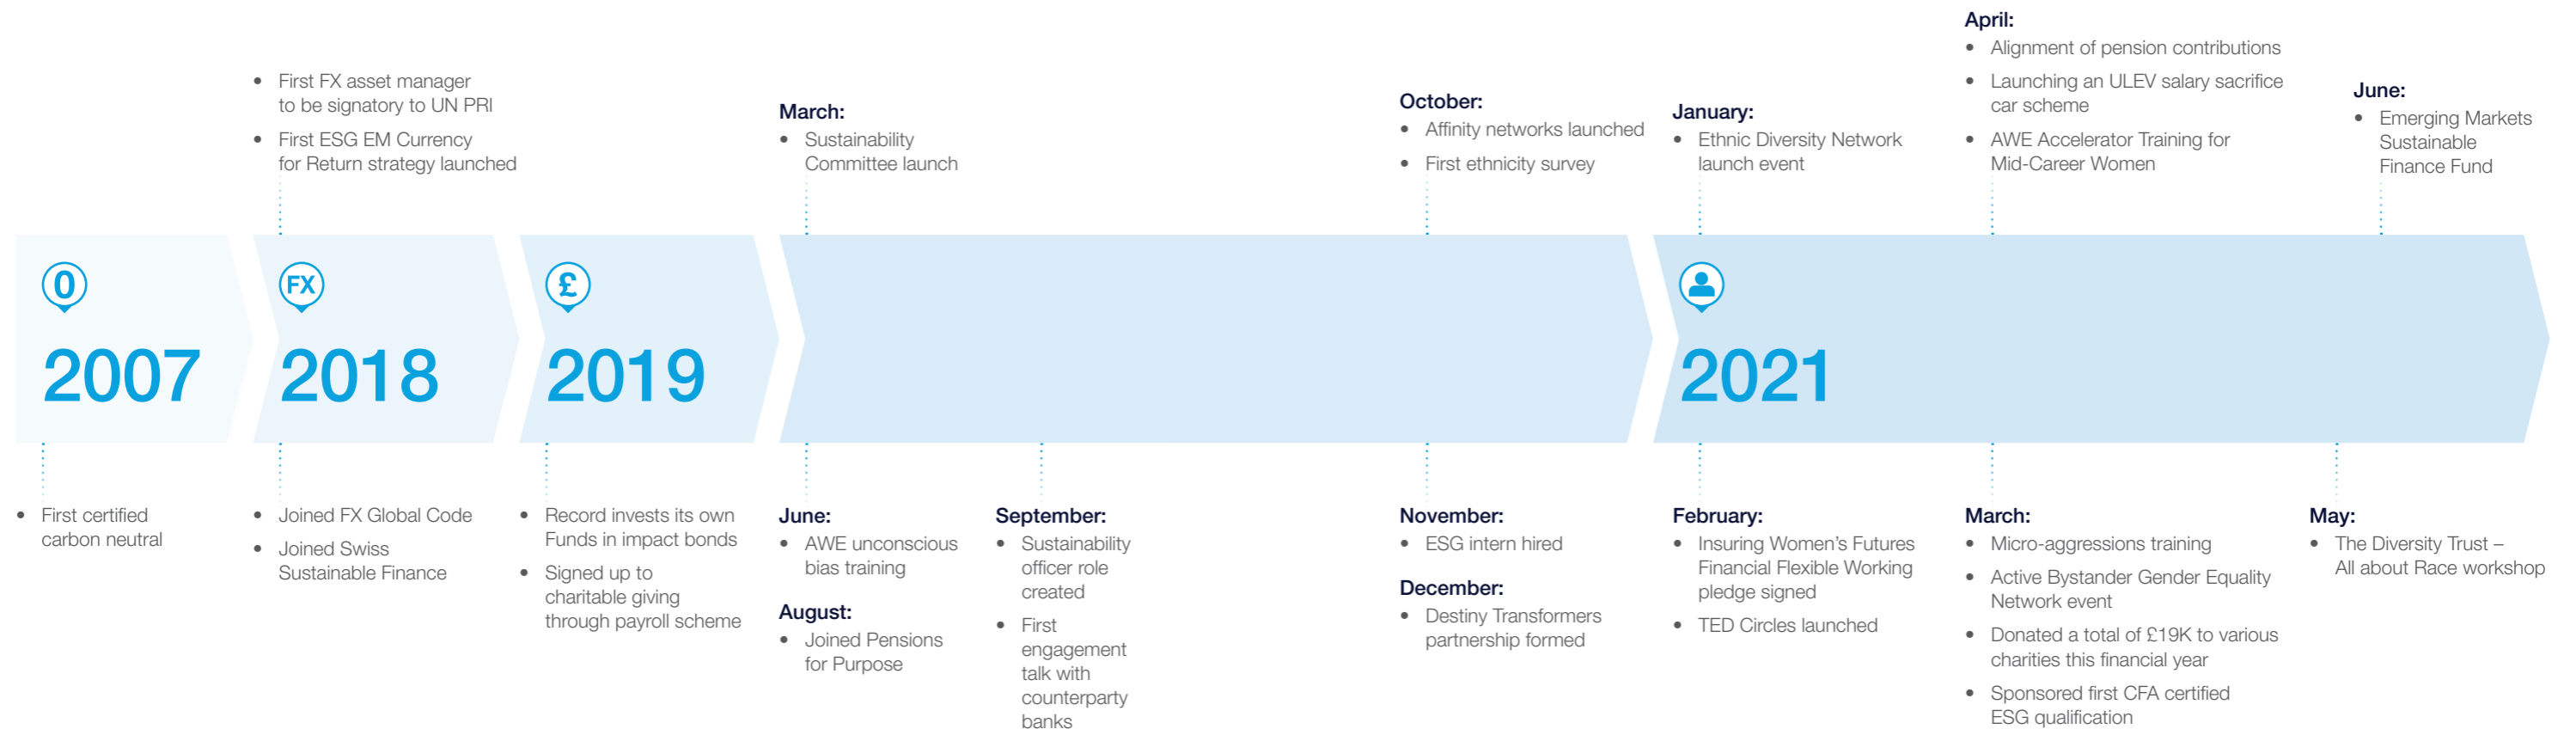 First FX asset manager
to be signatory to UN PRI
First ESG EM Currency
for Return strategy launched
March:
Sustainability
Committee launch
October:
Affinity networks launched
First ethnicity survey
January:
Ethnic Diversity Network
launch event
April:
Alignment of pension contributions
Launching an ULEV salary sacrifice
car scheme
AWE Accelerator Training for
Mid-Career Women
June:
Emerging Markets
Sustainable
Finance Fund
0
2007
FX
2018
£
2019
2021
First certified
carbon neutral
Joined FX Global Code
Joined Swiss
Sustainable Finance
Record invests its own
Funds in impact bonds
Signed up to
charitable giving
through payroll scheme
June:
AWE unconscious
bias training
August:
Joined Pensions
for Purpose
September:
Sustainability
officer role
created
First
engagement
talk with
counterparty
banks
November:
ESG intern hired
December:
Destiny Transformers
partnership formed
February:
Insuring Women's Futures
Financial Flexible Working
pledge signed
TED Circles launched
March:
Micro-aggressions training
Active Bystander Gender Equality
Network event
Donated a total of £19K to various
charities this financial year
Sponsored first CFA certified
ESG qualification
May:
The Diversity Trust –
All about Race workshop